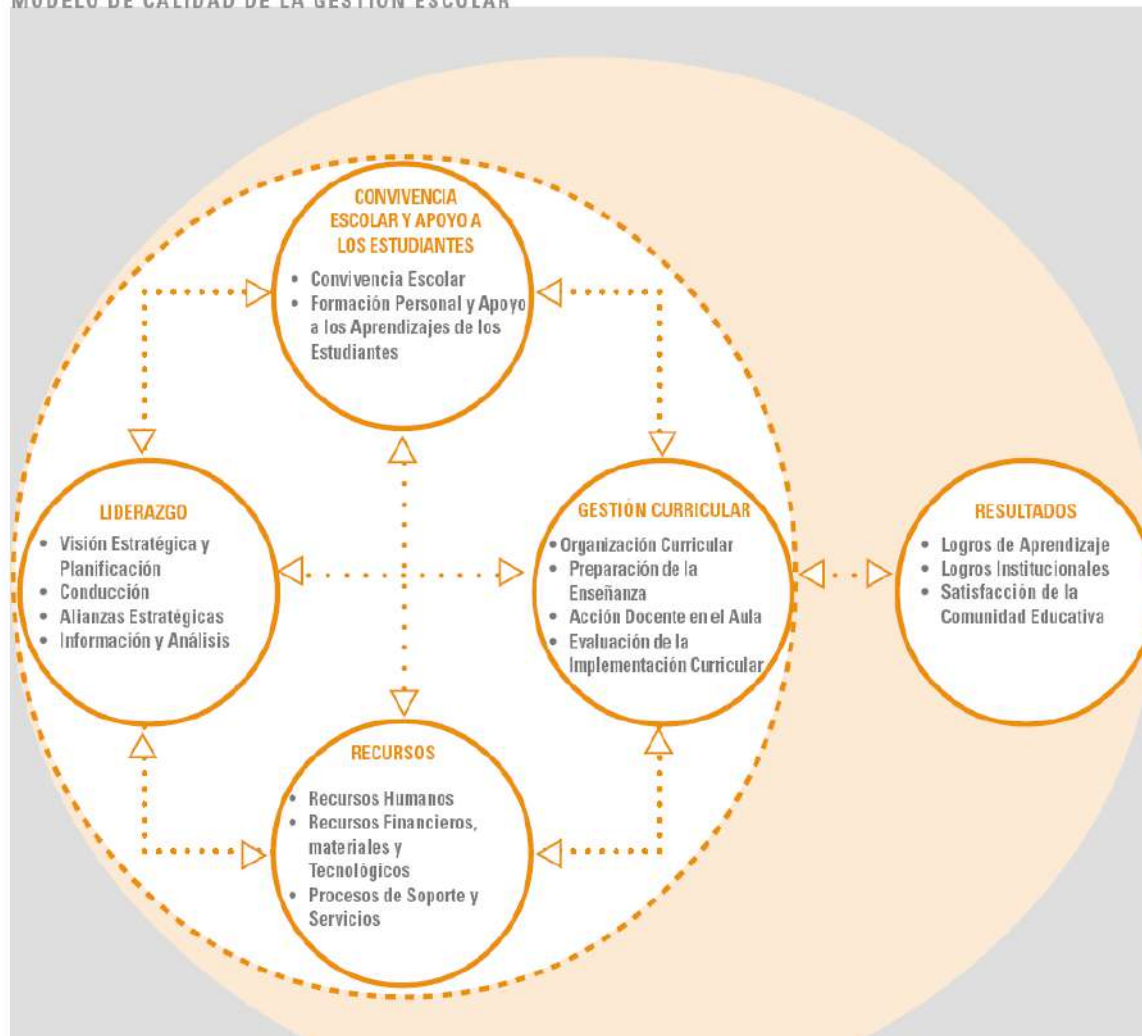 MODELO DE CALIDAD DE LA GESTIÓN ESCOLAR
CONVIVENCIA
ESCOLAR Y APOYO A
LOS ESTUDIANTES
• Convivencia Escolar
• Formación Personal y Apoyo
a los Aprendizajes de los
Estudiantes
LIDERAZGO
• Visión Estratégica y
Planificación
• Conducción
• Alianzas Estratégicas
• Información y Análisis
GESTIÓN CURRICULAR
• Organización Curricular
• Preparación de la
Enseñanza
• Acción Docente en el Aula
• Evaluación de la
Implementación Curricular
RESULTADOS
• Logros de Aprendizaje
• Logros Institucionales
• Satisfacción de la
Comunidad Educativa
RECURSOS
• Recursos Humanos
• Recursos Financieros,
materiales y
Tecnológicos
• Procesos de Soporte y
Servicios